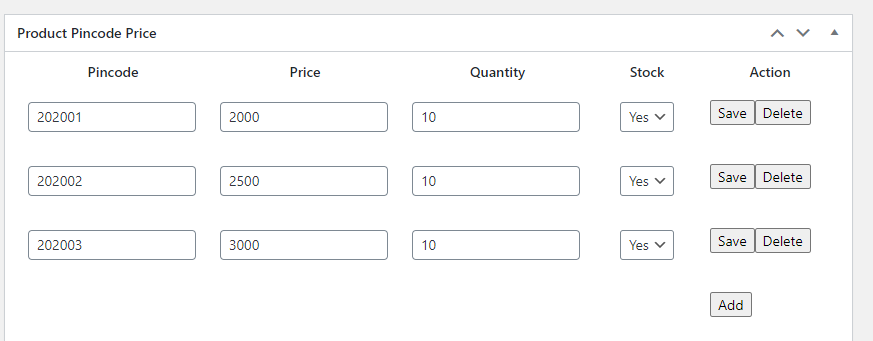 Product Pincode Price
Pincode Price Quantity Stock Action
202001 2000 10 Yes Save Delete
202002 2500 10 Yes Save Delete
202003 3000 10 Yes Save Delete
Add